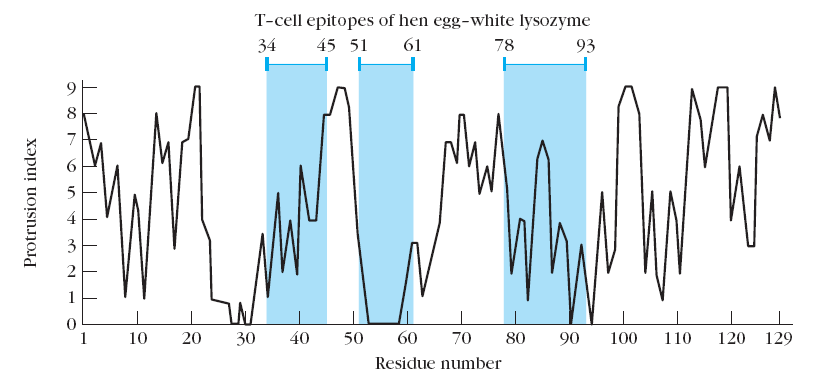 T-cell epitopes of hen egg-white lysozyme
34 45 51 61 78 93
9
8
7
6
5
4
3
2
1
0
Protrusion index
1 10 20 30 40 50 60 70 80 90 100 110 120 129
Residue number